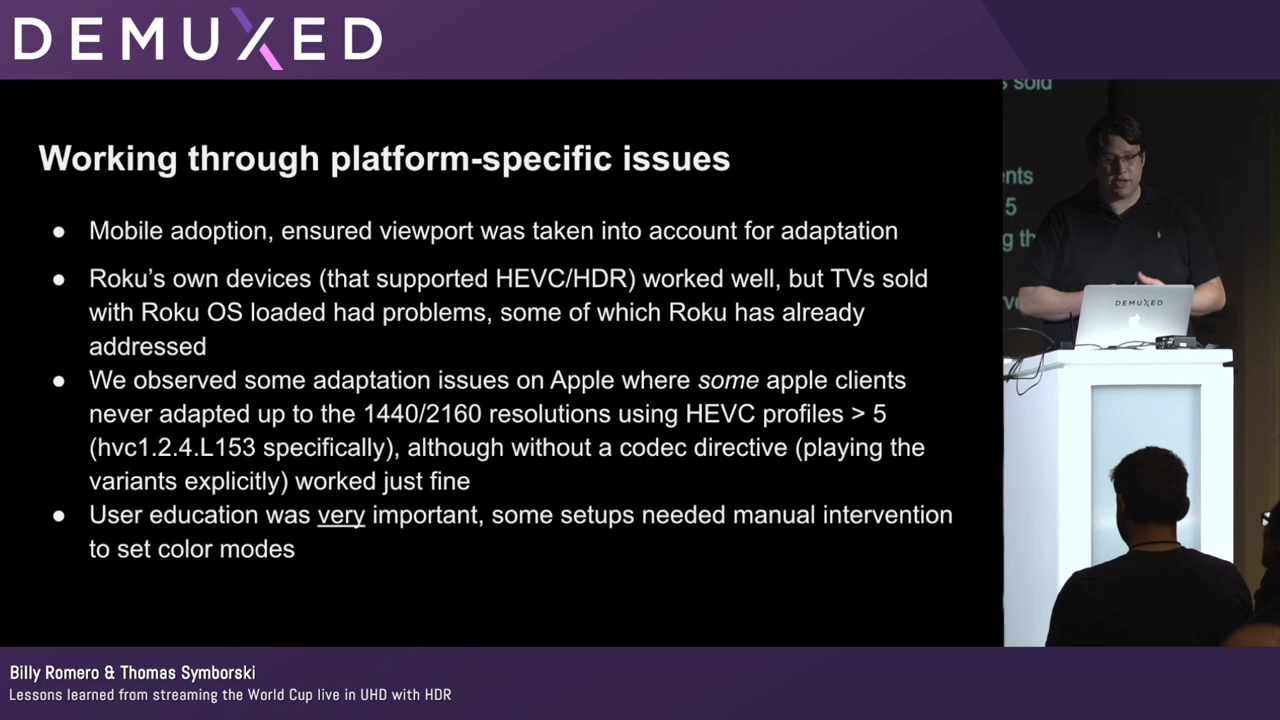 DEMUXED
Working through platform-specific issues
● Mobile adoption, ensured viewport was taken into account for adaptation
● Roku’s own devices (that supported HEVC/HDR) worked well, but TVs sold
with Roku OS loaded had problems, some of which Roku has already
addressed
● We observed some adaptation issues on Apple where some apple clients
never adapted up to the 1440/2160 resolutions using HEVC profiles > 5
(hvc1.2.4.L153 specifically), although without a codec directive (playing the
variants explicitly) worked just fine
● User education was very important, some setups needed manual intervention
to set color modes
sold
5
DEMUXED
Billy Romero & Thomas Symborski
Lessons learned from streaming the World Cup live in UHD with HDR